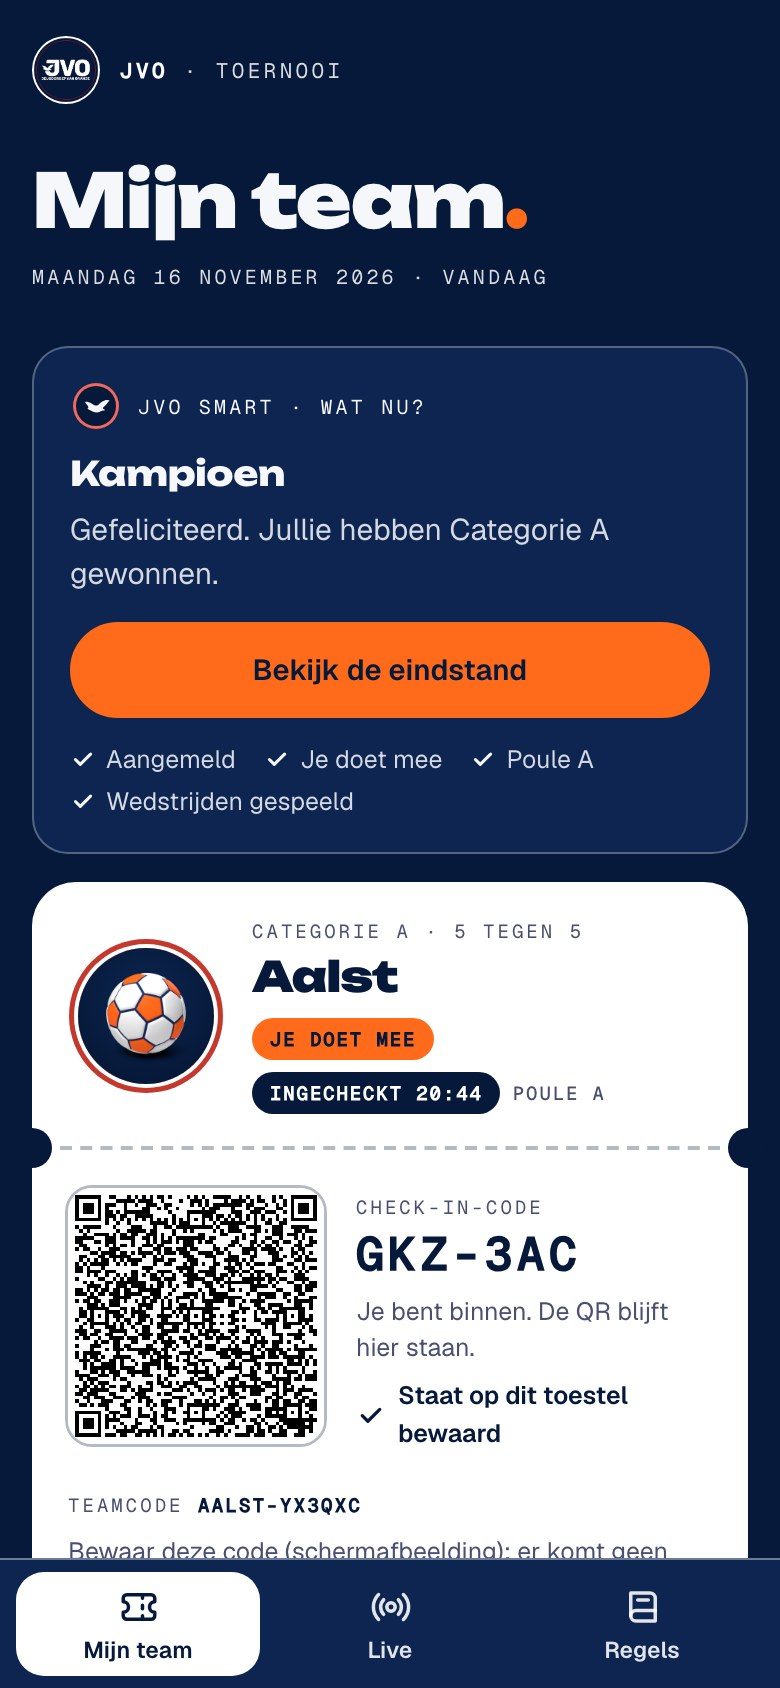 JVO
JVO · TOERNOOI
Mijn team.
MAANDAG 16 NOVEMBER 2026 · VANDAAG
JVO SMART · WAT NU?
Kampioen
Gefeliciteerd. Jullie hebben Categorie A
gewonnen.
Bekijk de eindstand
Aangemeld Je doet mee Poule A
Wedstrijden gespeeld
CATEGORIE A · 5 TEGEN 5
Aalst
JE DOET MEE
INGECHECKT 20:44 POULE A
CHECK-IN-CODE
GKZ-3AC
Je bent binnen. De QR blijft
hier staan.
Staat op dit toestel
bewaard
TEAMCODE AALST-YX3QXC
Bewaar deze code (schermafbeelding): er komt geen
Mijn team Live Regels